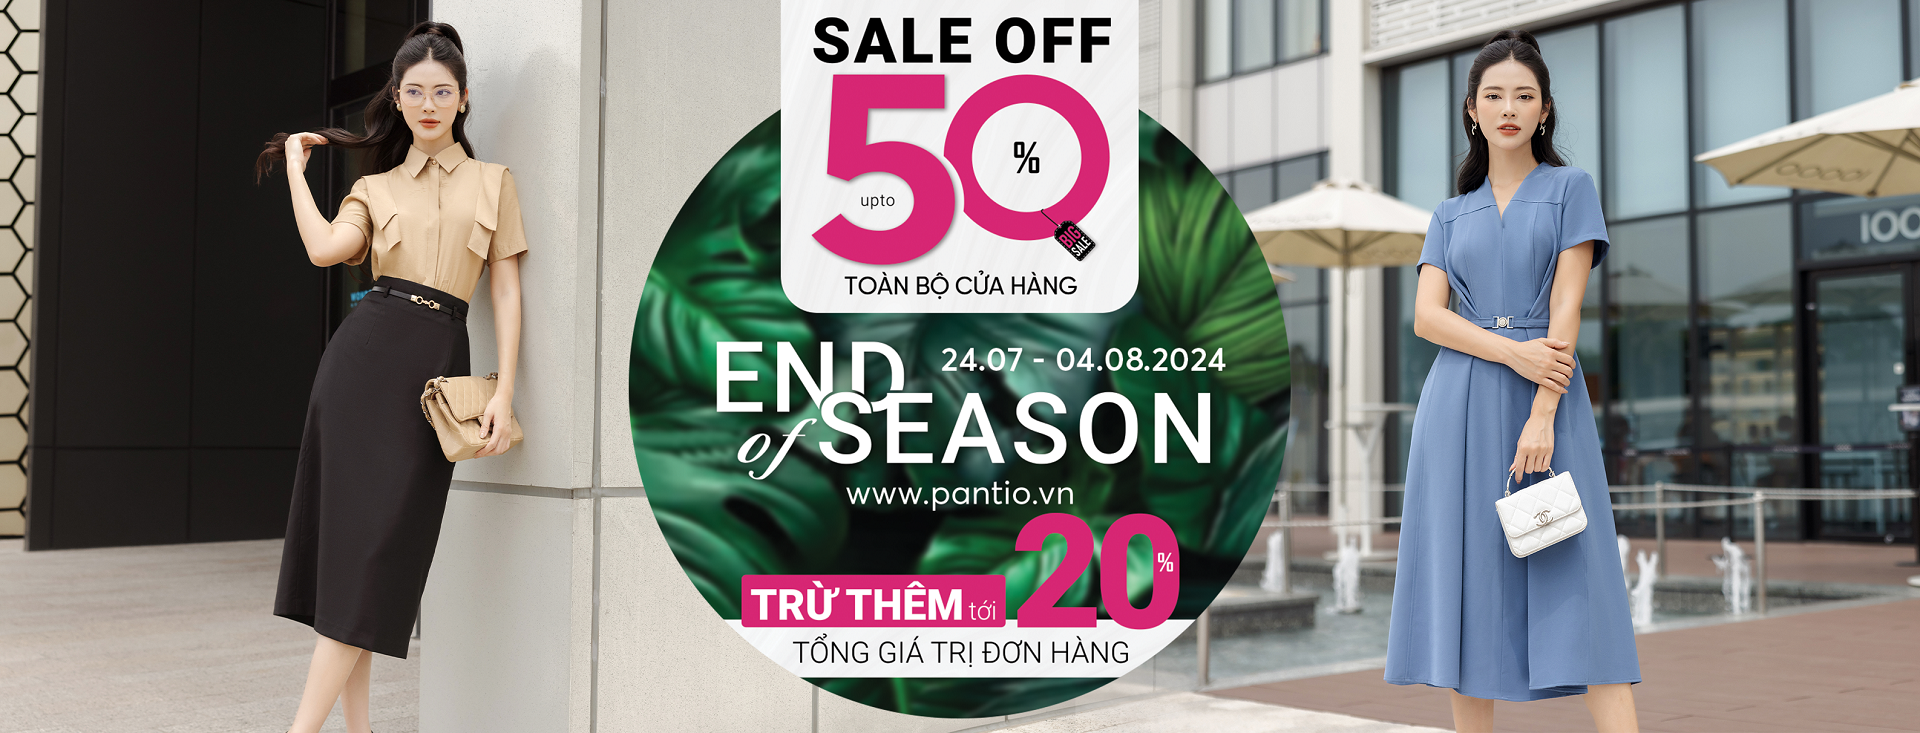 SALE OFF
upto 50%
BIG
SALE
TOÀN BỘ CỬA HÀNG
24.07 - 04.08.2024
END
of SEASON
www.pantio.vn
TRỪ THÊM tới 20%
TỔNG GIÁ TRỊ ĐƠN HÀNG
100